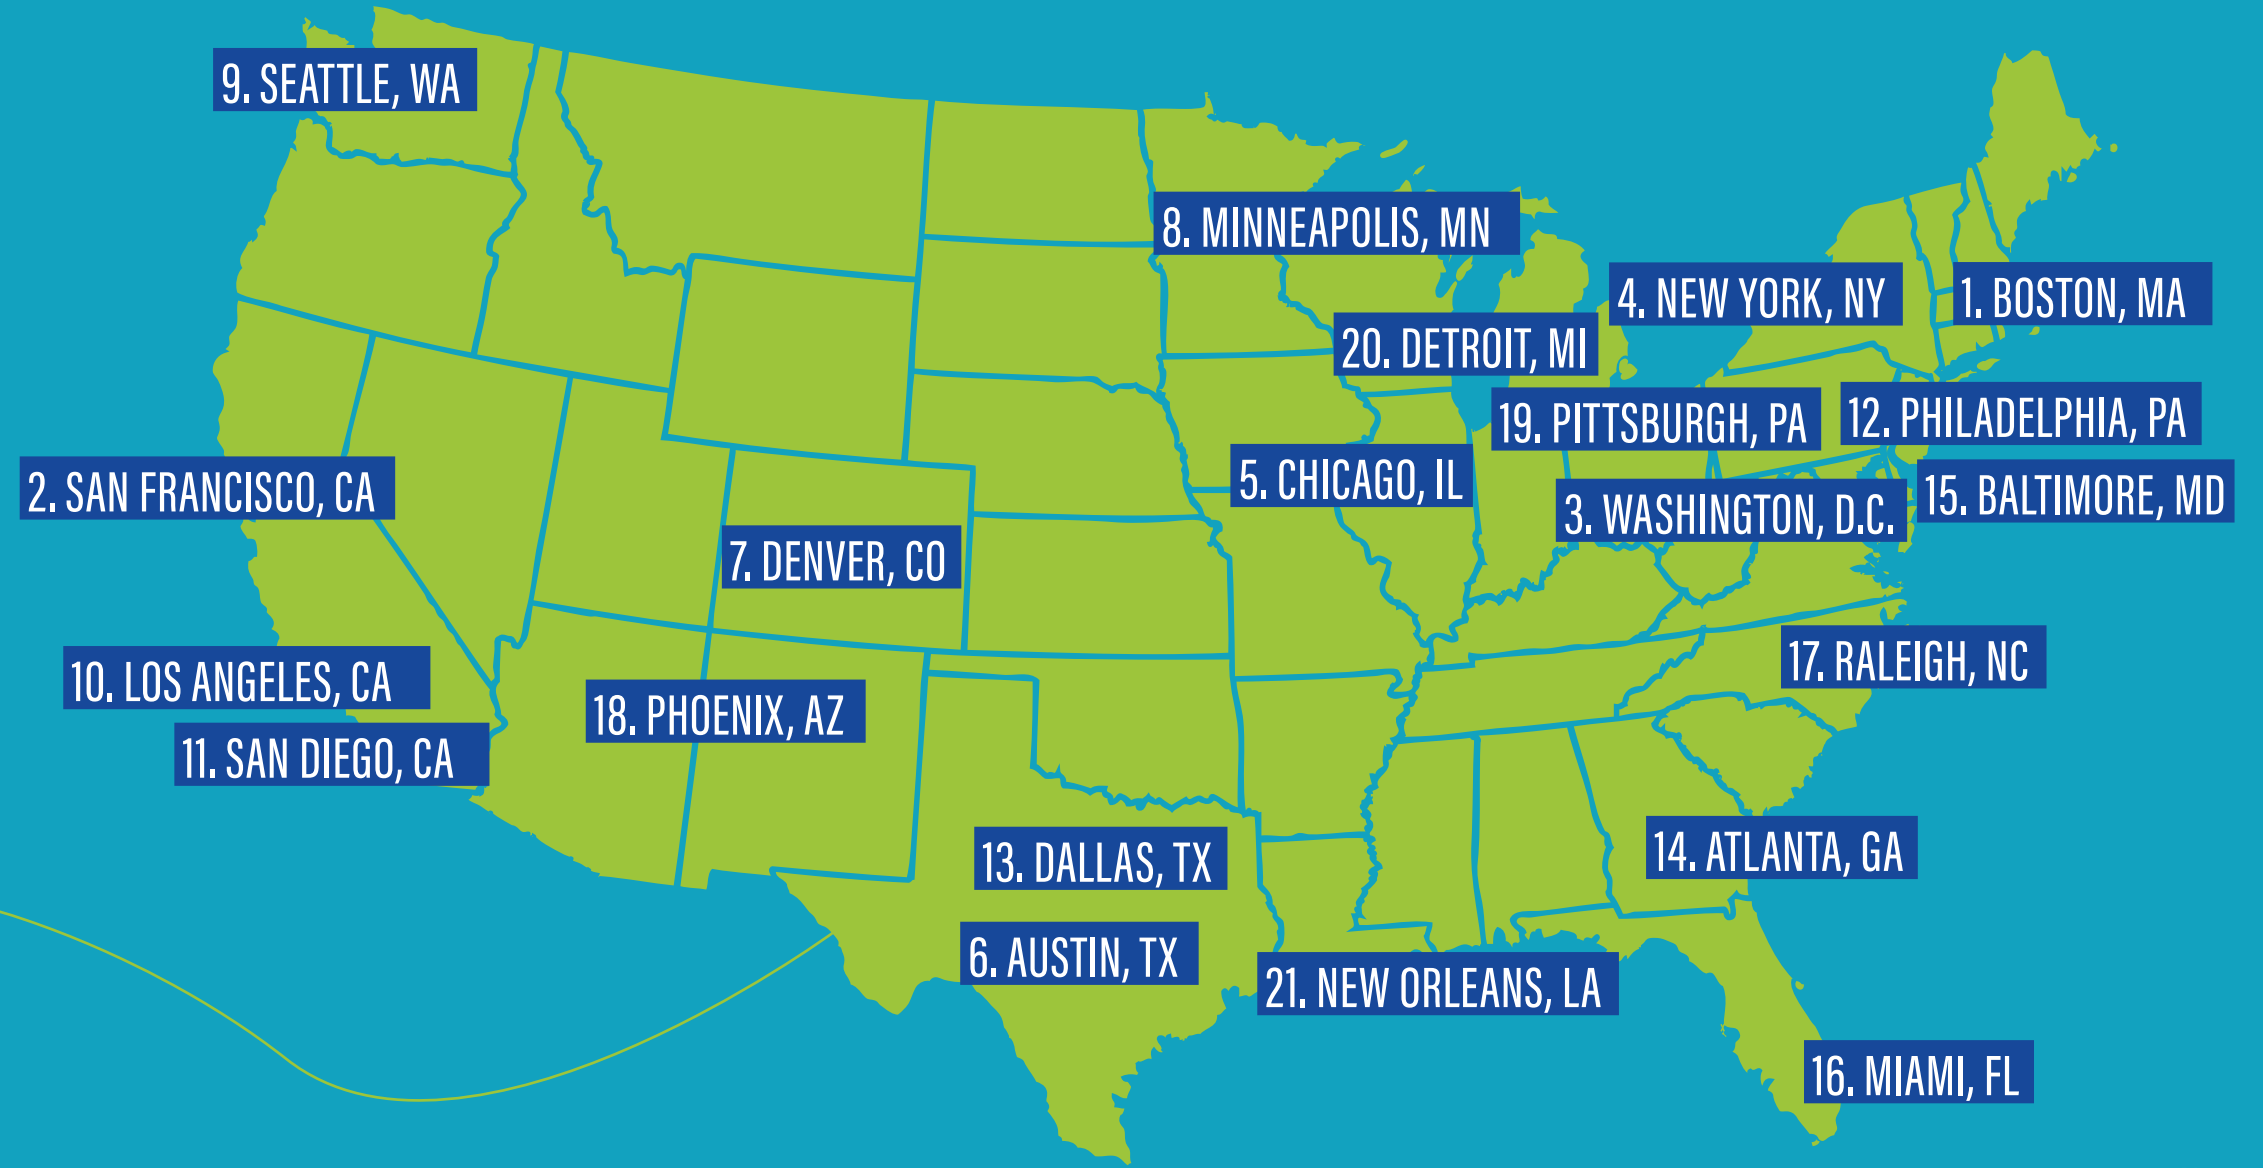 9. SEATTLE, WA
8. MINNEAPOLIS, MN
4. NEW YORK, NY
1. BOSTON, MA
20. DETROIT, MI
19. PITTSBURGH, PA
12. PHILADELPHIA, PA
2. SAN FRANCISCO, CA
5. CHICAGO, IL
3. WASHINGTON, D.C.
15. BALTIMORE, MD
7. DENVER, CO
10. LOS ANGELES, CA
17. RALEIGH, NC
18. PHOENIX, AZ
11. SAN DIEGO, CA
13. DALLAS, TX
14. ATLANTA, GA
6. AUSTIN, TX
21. NEW ORLEANS, LA
16. MIAMI, FL